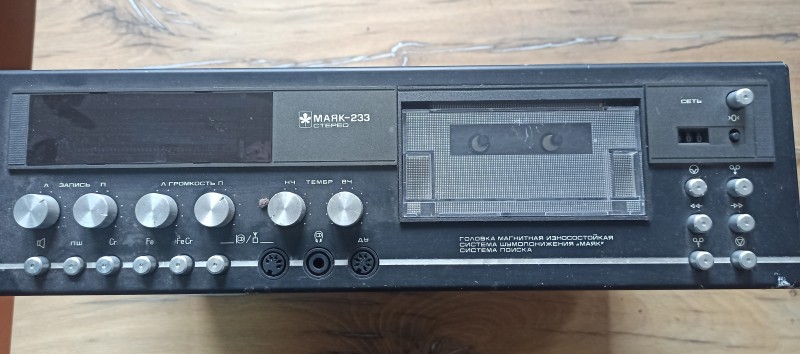 МАЯК-233
СТЕРЕО
СЕТЬ
Л ЗАПИСЬ П
Л ГРОМКОСТЬ П
НЧ ТЕМБР ВЧ
ПШ Cr Fe FeCr
ДУ
ГОЛОВКА МАГНИТНАЯ ИЗНОСОСТОЙКАЯ
СИСТЕМА ШУМОПОНИЖЕНИЯ „МАЯК"
СИСТЕМА ПОИСКА